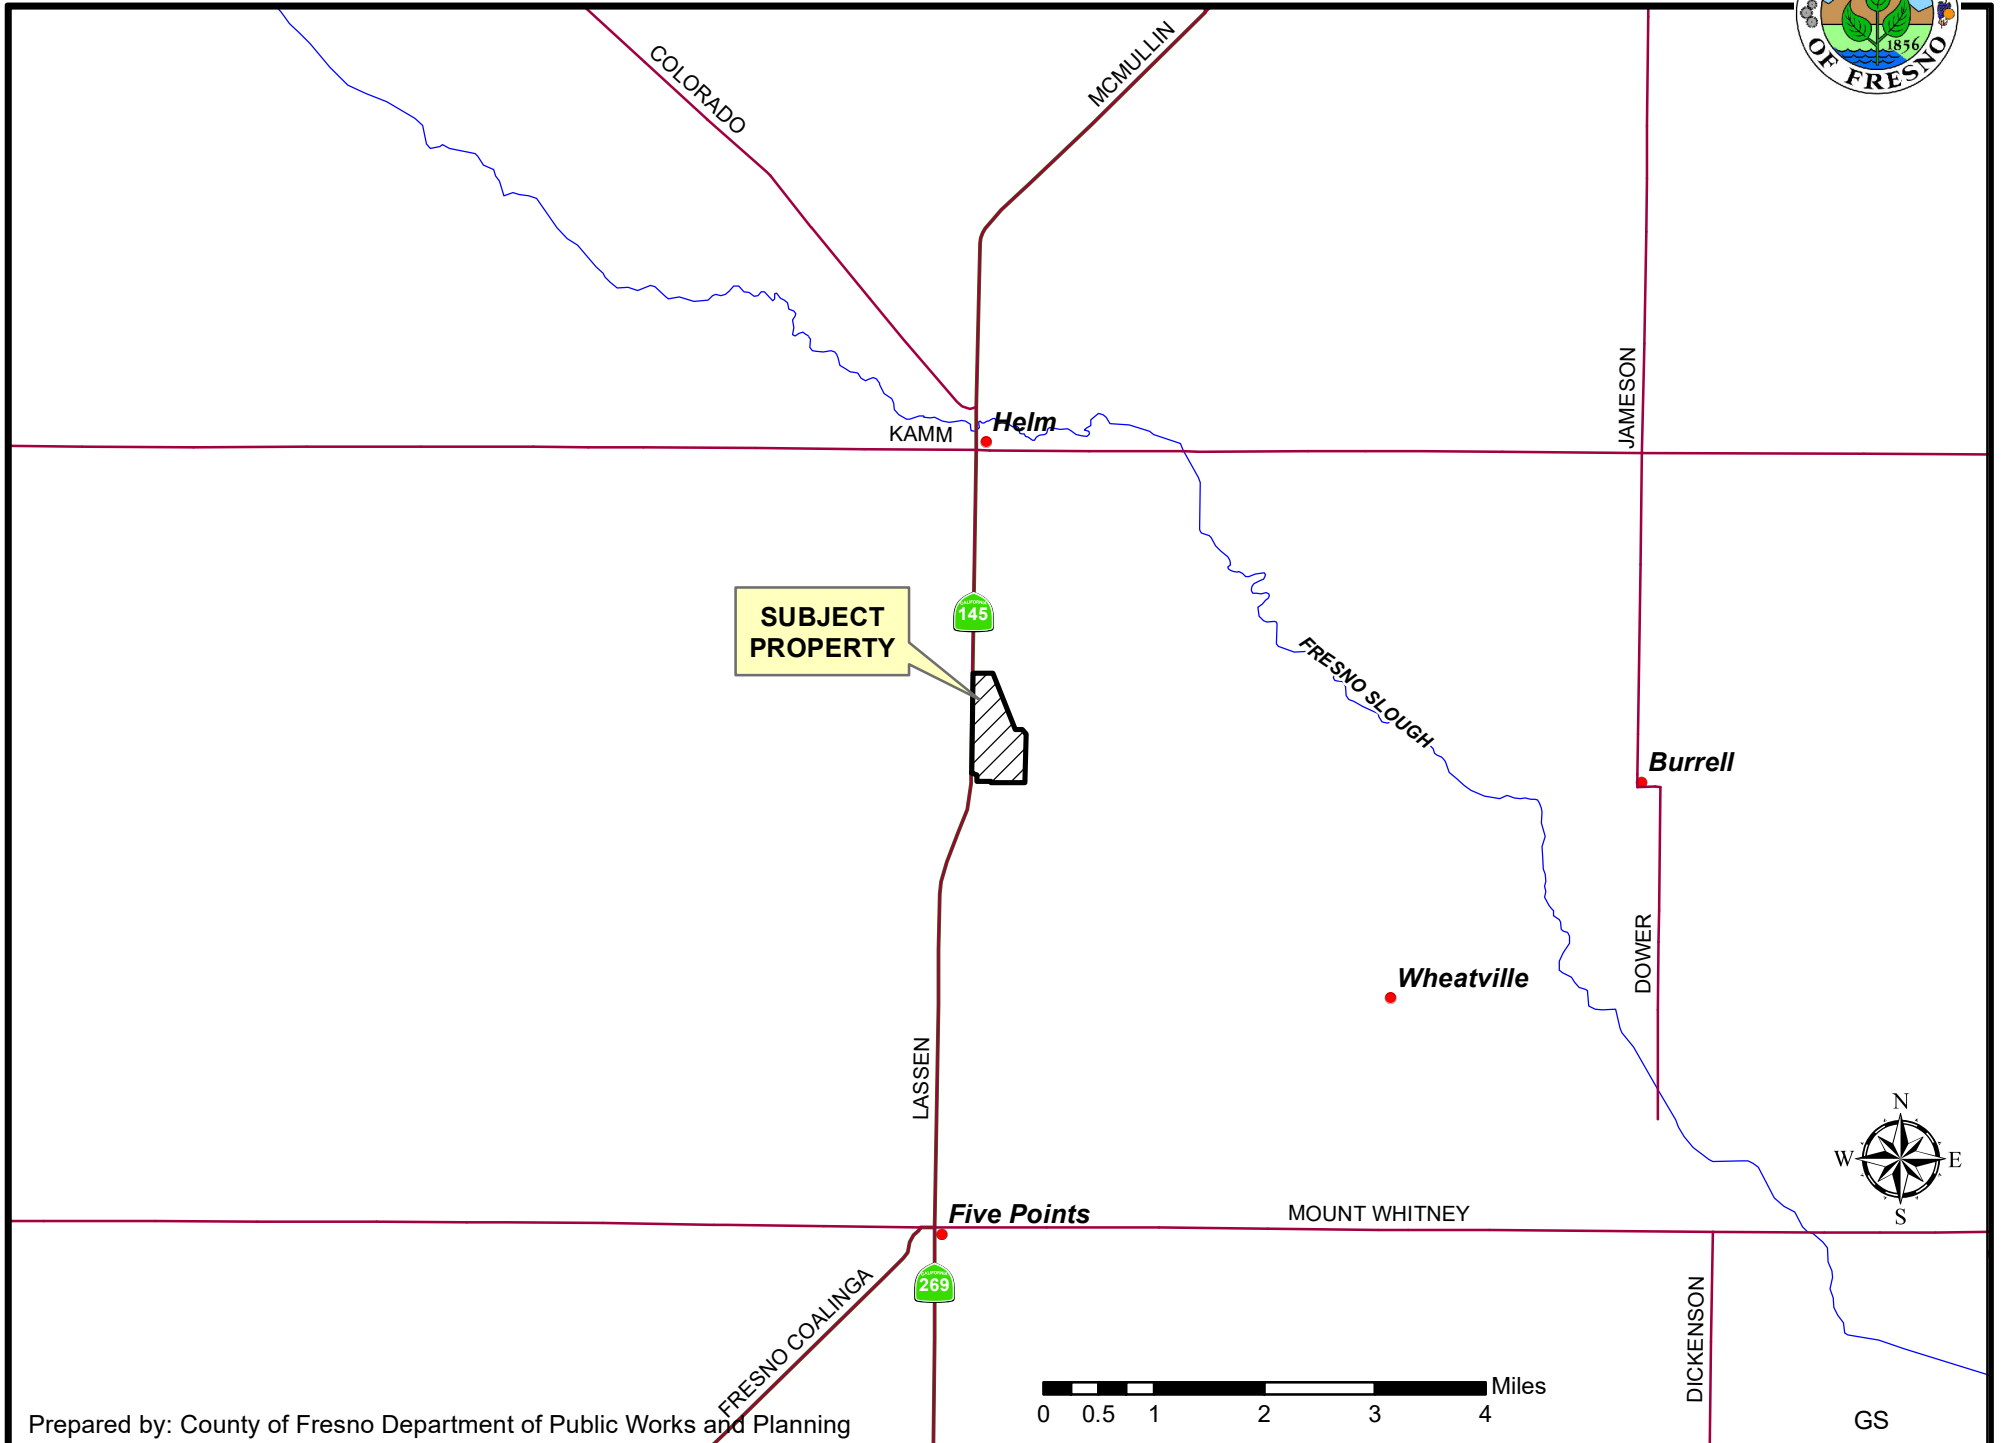 1856
OF FRESNO
COLORADO
MCMULLIN
JAMESON
Helm
KAMM
CALIFORNIA
145
SUBJECT
PROPERTY
FRESNO SLOUGH
Burrell
DOWER
Wheatville
LASSEN
N
W E
S
Five Points
MOUNT WHITNEY
CALIFORNIA
269
FRESNO COALINGA
DICKENSON
Miles
0 0.5 1 2 3 4
Prepared by: County of Fresno Department of Public Works and Planning
GS